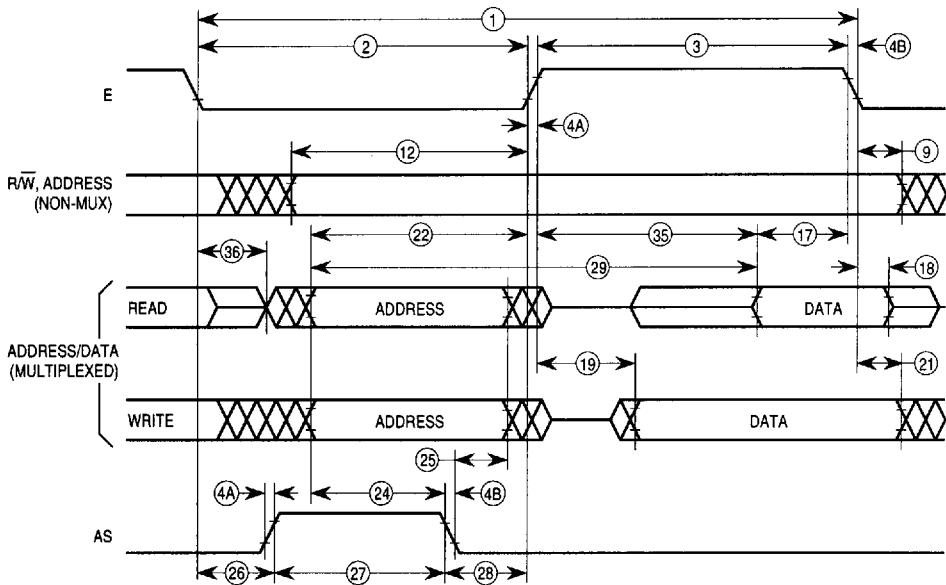 1
2 3 4B
E
4A
12 9
R/W̅, ADDRESS
(NON-MUX)
22 35 17
36 29 18
READ ADDRESS DATA
ADDRESS/DATA
(MULTIPLEXED)
19 21
WRITE ADDRESS DATA
25
4A 24 4B
AS
26 27 28